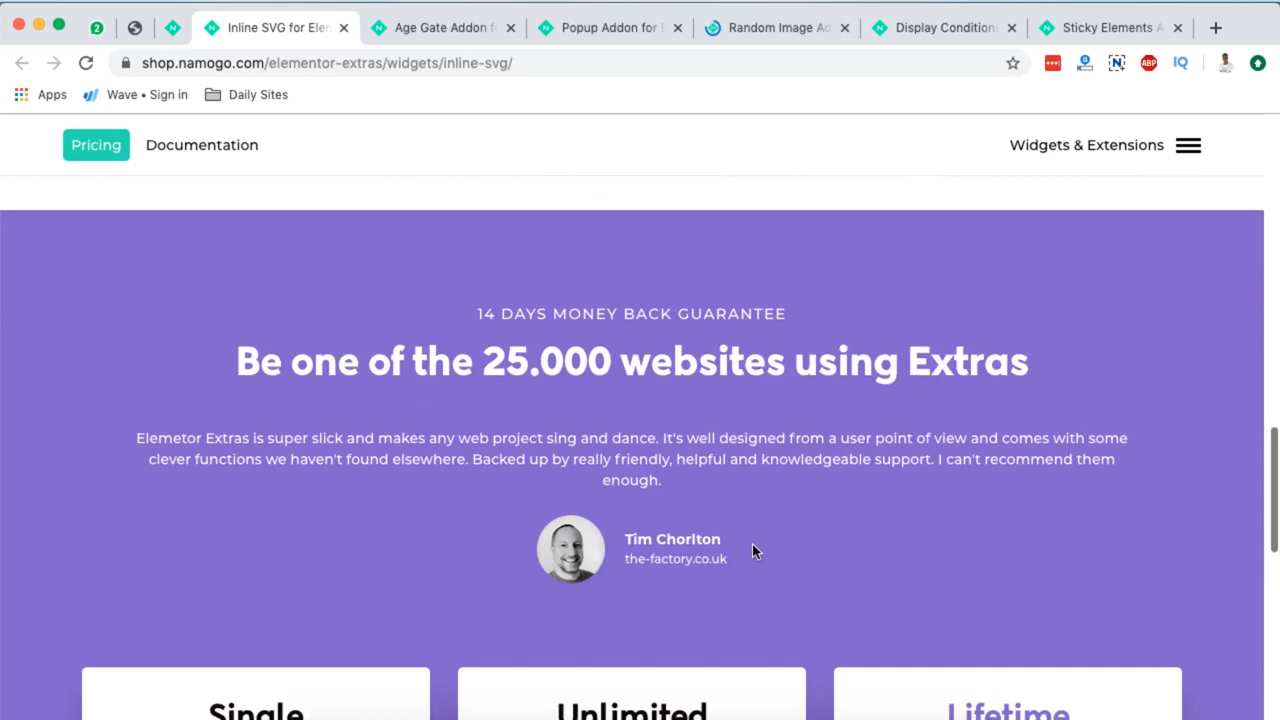 2
Inline SVG for Elen
Age Gate Addon f
Popup Addon for
Random Image Ad
Display Conditions
Sticky Elements A
shop.namogo.com/elementor-extras/widgets/inline-svg/
ABP
IQ
Apps
Wave • Sign in
Daily Sites
Pricing
Documentation
Widgets & Extensions
14 DAYS MONEY BACK GUARANTEE
Be one of the 25.000 websites using Extras
Elemetor Extras is super slick and makes any web project sing and dance. It's well designed from a user point of view and comes with some
clever functions we haven't found elsewhere. Backed up by really friendly, helpful and knowledgeable support. I can't recommend them
enough.
Tim Chorlton
the-factory.co.uk
Single
Unlimited
Lifetime